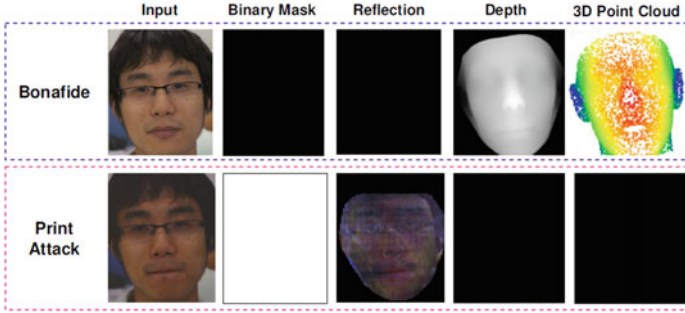 Input Binary Mask Reflection Depth 3D Point Cloud
Bonafide
Print
Attack